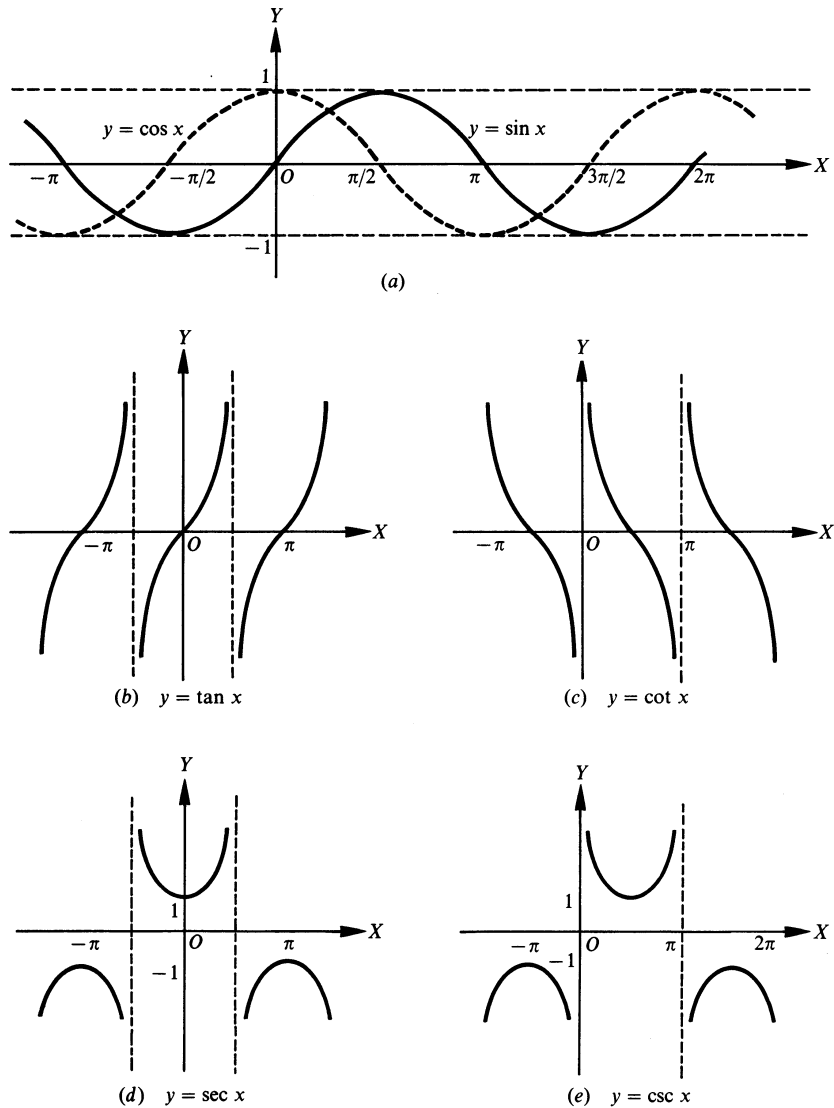 Y
1
y = cos x
y = sin x
−π −π/2 O π/2 π 3π/2 2π X
−1
(a)
Y Y
−π O π X
−π O π X
(b) y = tan x
(c) y = cot x
Y Y
1
−π O π X
−1
1
−π O π 2π X
−1
(d) y = sec x
(e) y = csc x